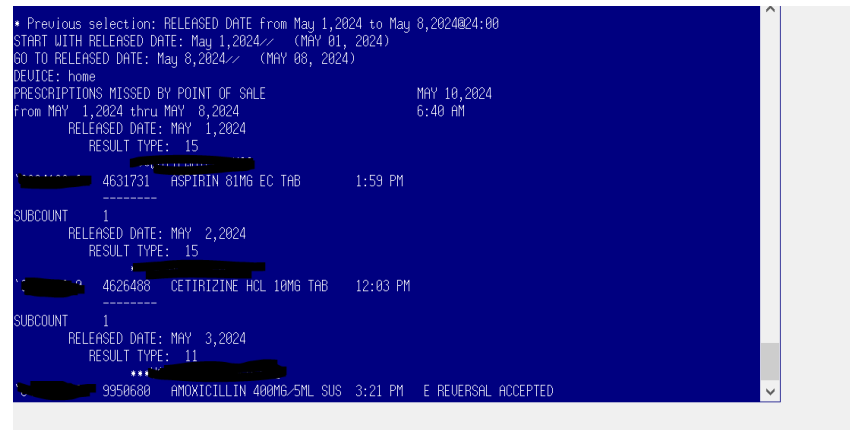 * Previous selection: RELEASED DATE from May 1,2024 to May 8,2024@24:00
START WITH RELEASED DATE: May 1,2024// (MAY 01, 2024)
GO TO RELEASED DATE: May 8,2024// (MAY 08, 2024)
DEVICE: home
PRESCRIPTIONS MISSED BY POINT OF SALE MAY 10,2024
from MAY 1,2024 thru MAY 8,2024 6:40 AM
RELEASED DATE: MAY 1,2024
RESULT TYPE: 15
4631731 ASPIRIN 81MG EC TAB 1:59 PM
--------
SUBCOUNT 1
RELEASED DATE: MAY 2,2024
RESULT TYPE: 15
*
4626488 CETIRIZINE HCL 10MG TAB 12:03 PM
--------
SUBCOUNT 1
RELEASED DATE: MAY 3,2024
RESULT TYPE: 11
***
9950680 AMOXICILLIN 400MG/5ML SUS 3:21 PM E REVERSAL ACCEPTED